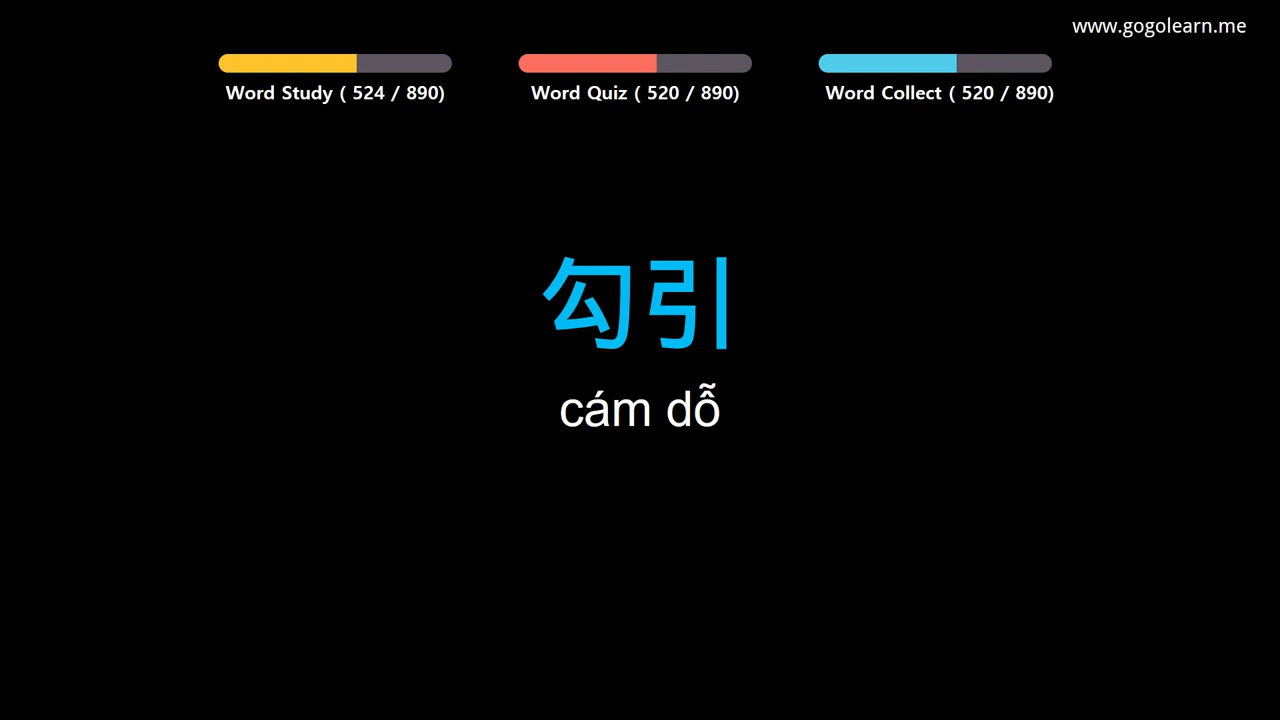 www.gogolearn.me
Word Study ( 524 / 890)
Word Quiz ( 520 / 890)
Word Collect ( 520 / 890)
勾引
cám dỗ